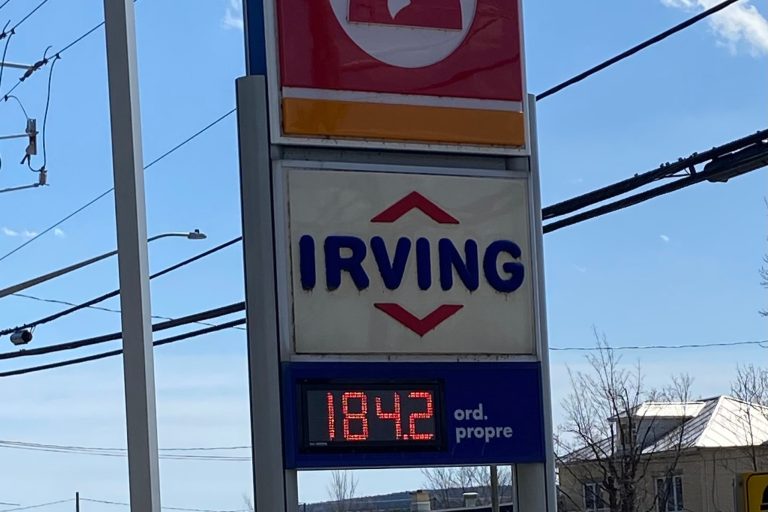 IRVING
184.2
ord.
propre